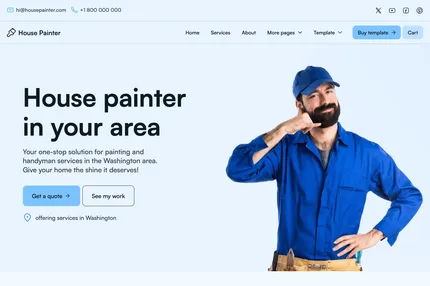 hi@housepainter.com +1 800 000 000
House Painter Home Services About More pages Template Buy template Cart
House painter
in your area
Your one-stop solution for painting and
handyman services in the Washington area.
Give your home the shine it deserves!
Get a quote See my work
offering services in Washington